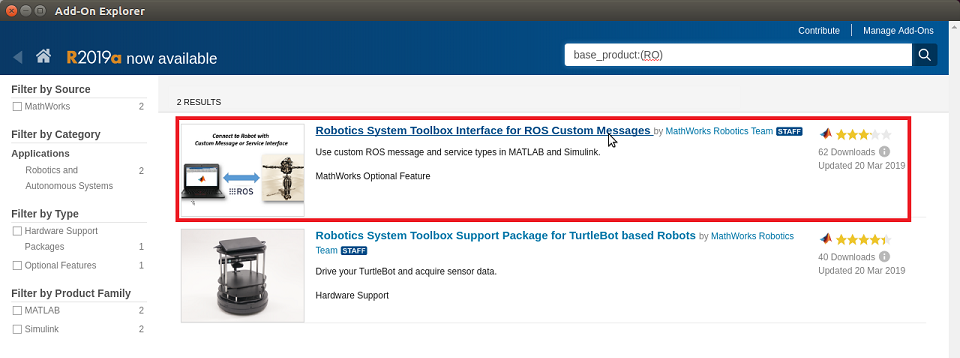 Add-On Explorer
Contribute
Manage Add-Ons
R2019a now available
base_product:(RO)
Filter by Source
MathWorks 2
Filter by Category
Applications
Robotics and 2
Autonomous Systems
Filter by Type
Hardware Support
Packages 1
Optional Features 1
Filter by Product Family
MATLAB 2
Simulink 2
2 RESULTS
Connect to Robot with
Custom Message or Service Interface
ROS
Robotics System Toolbox Interface for ROS Custom Messages by MathWorks Robotics Team STAFF
Use custom ROS message and service types in MATLAB and Simulink.
MathWorks Optional Feature
62 Downloads
Updated 20 Mar 2019
Robotics System Toolbox Support Package for TurtleBot based Robots by MathWorks Robotics
Team STAFF
Drive your TurtleBot and acquire sensor data.
Hardware Support
40 Downloads
Updated 20 Mar 2019